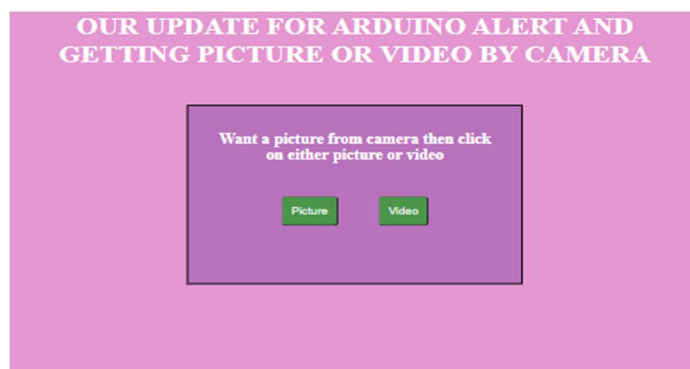 OUR UPDATE FOR ARDUINO ALERT AND
GETTING PICTURE OR VIDEO BY CAMERA
Want a picture from camera then click
on either picture or video
Picture
Video